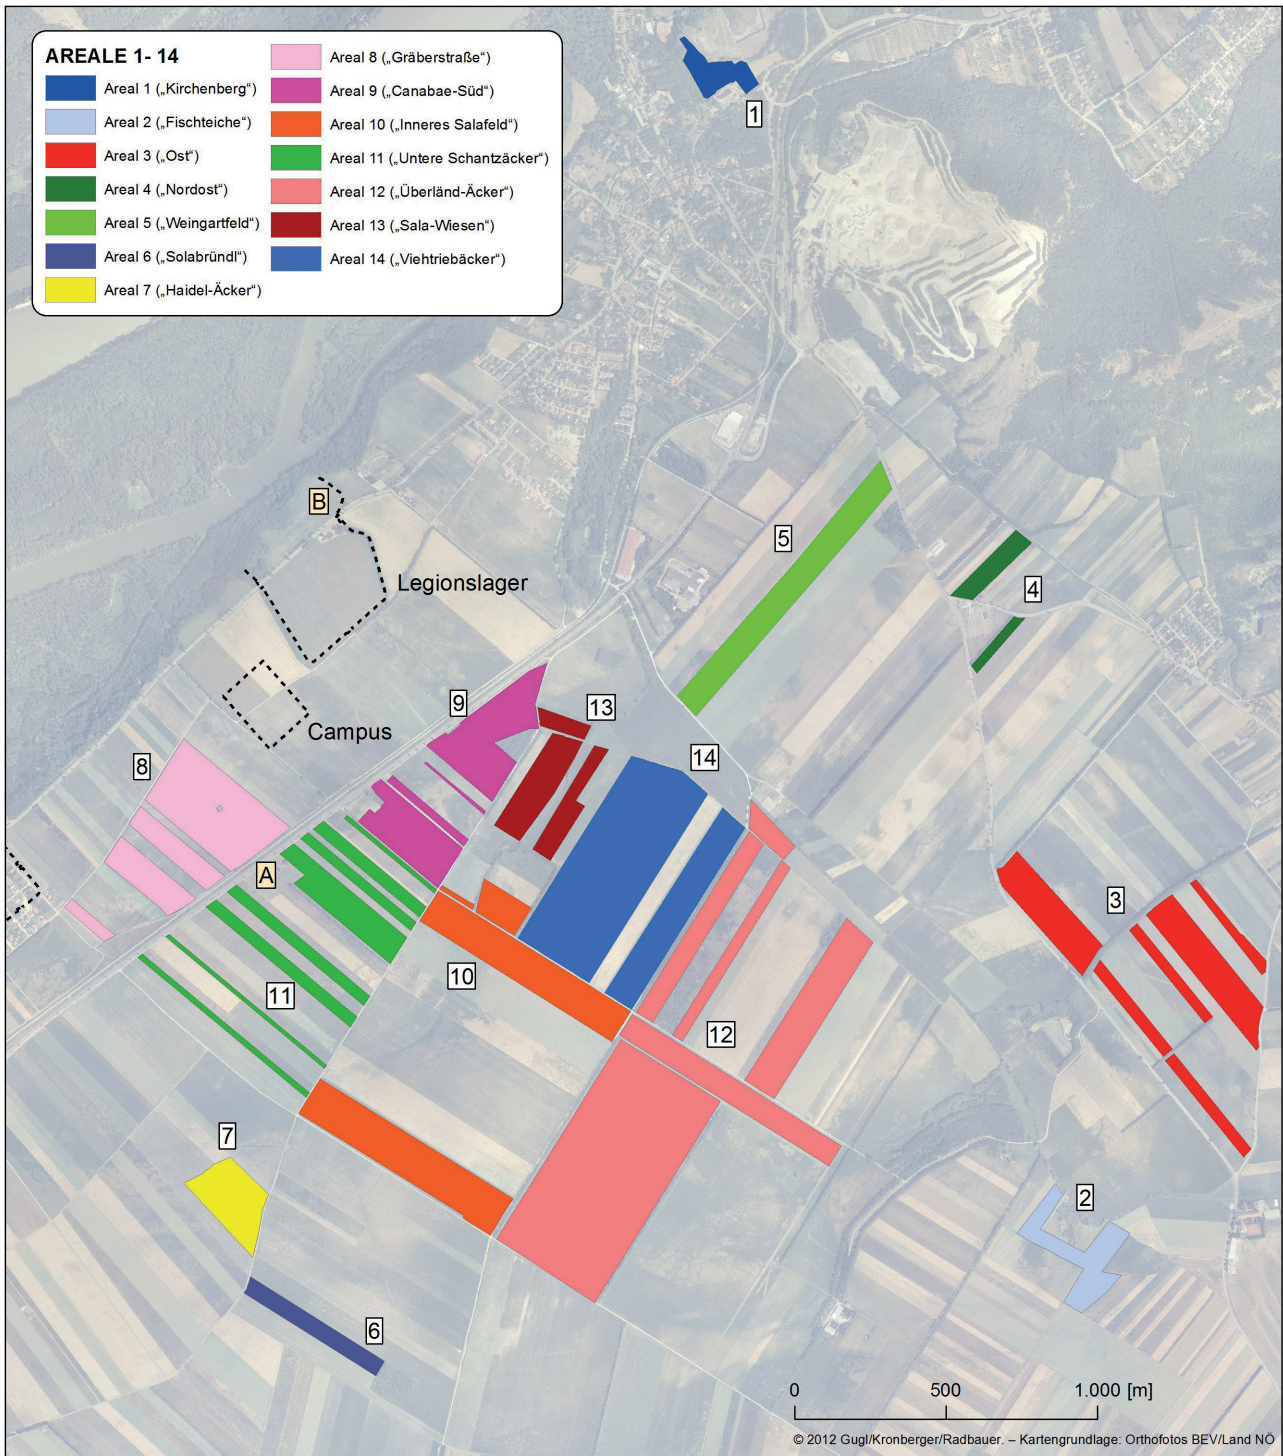 AREALE 1- 14
Areal 1 („Kirchenberg“)
Areal 2 („Fischteiche“)
Areal 3 („Ost“)
Areal 4 („Nordost“)
Areal 5 („Weingartfeld“)
Areal 6 („Solabründl“)
Areal 7 („Haidel-Äcker“)
Areal 8 („Gräberstraße“)
Areal 9 („Canabae-Süd“)
Areal 10 („Inneres Salafeld“)
Areal 11 („Untere Schantzäcker“)
Areal 12 („Überländ-Äcker“)
Areal 13 („Sala-Wiesen“)
Areal 14 („Viehtriebäcker“)
1
B
5
Legionslager
4
9
13
Campus
14
8
A
3
10
11
12
7
2
6
0 500 1.000 [m]
© 2012 Gugl/Kronberger/Radbauer. – Kartengrundlage: Orthofotos BEV/Land NÖ